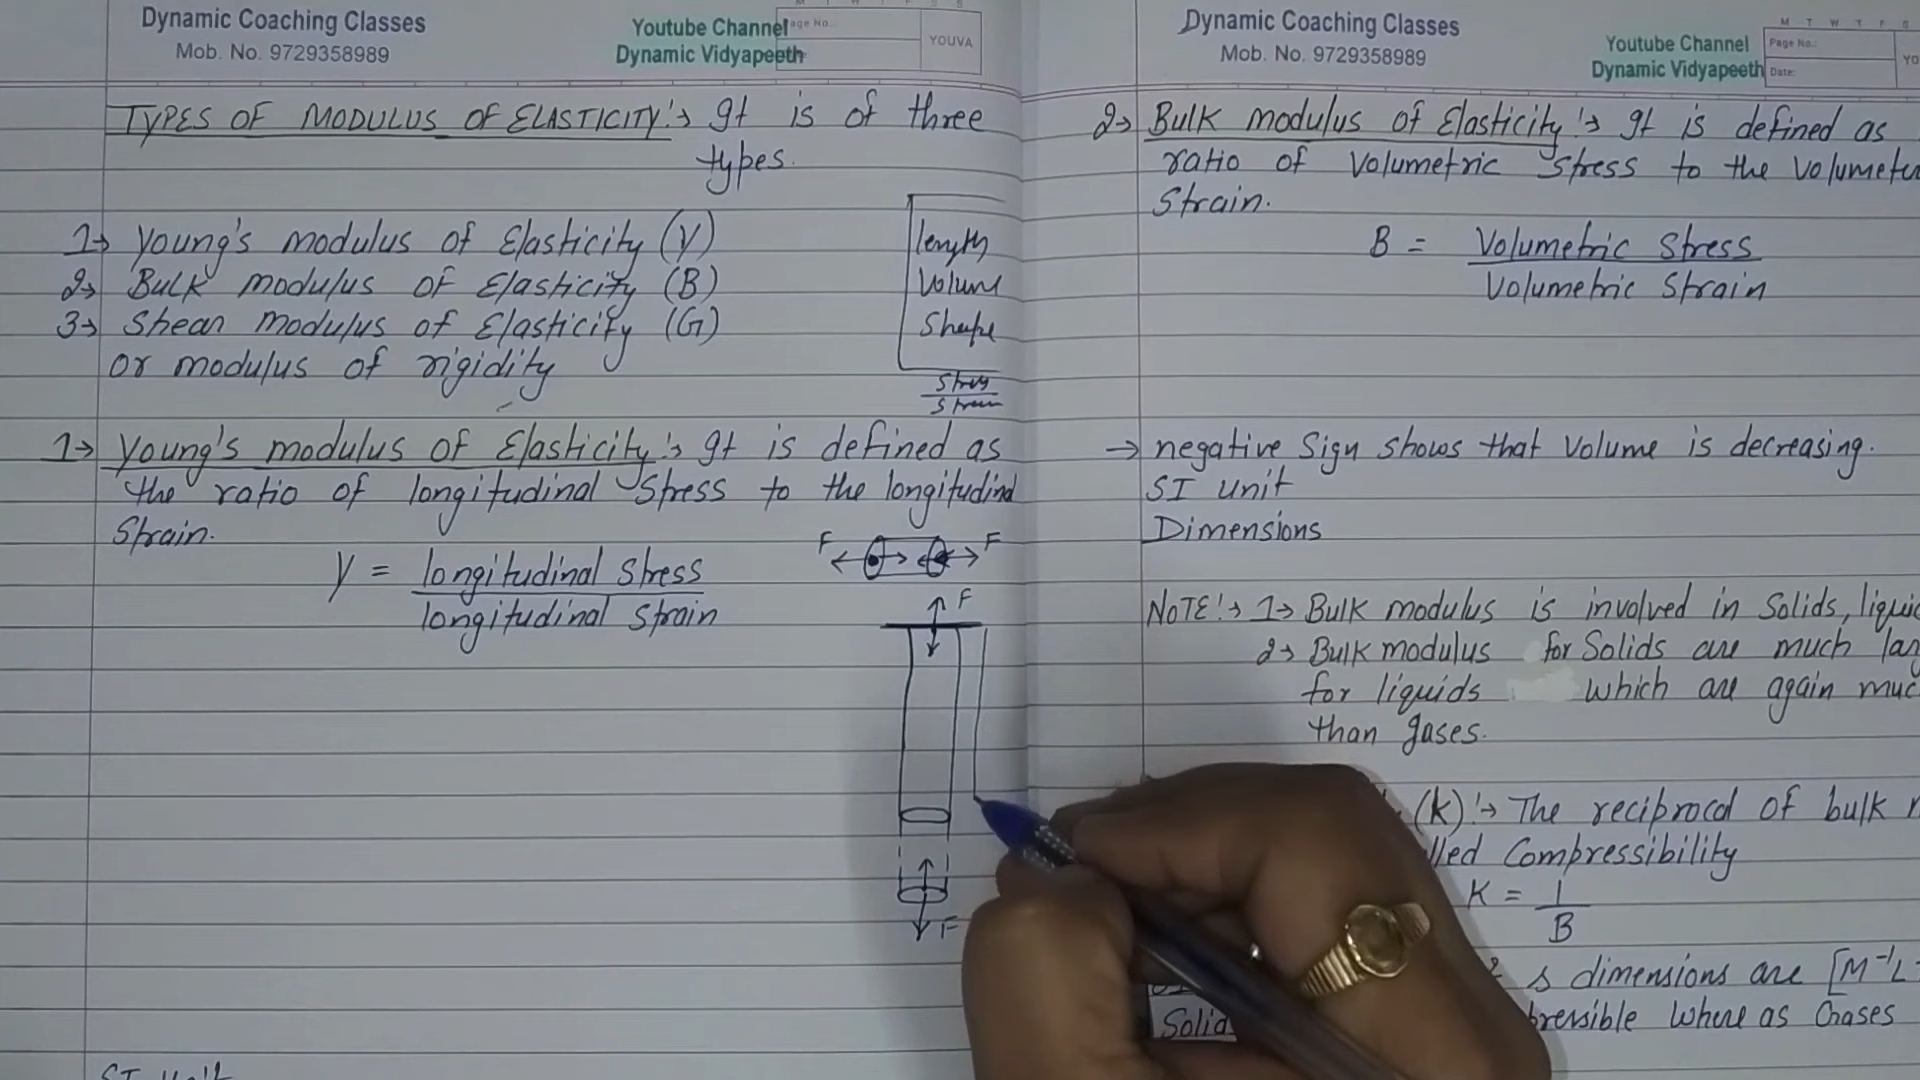 Dynamic Coaching Classes
Mob. No. 9729358989
Youtube Channel
Dynamic Vidyapeeth
M T W T F S
Page No.
YOUVA
TYPES OF MODULUS OF ELASTICITY :→ It is of three
types.
1→ Young's modulus of Elasticity (Y)
2→ Bulk modulus of Elasticity (B)
3→ Shear modulus of Elasticity (G)
or modulus of rigidity
length
Volume
Shape
Stress
Strain
1→ Young's modulus of Elasticity :→ It is defined as
the ratio of longitudinal Stress to the longitudinal
Strain.
Y = longitudinal Stress
longitudinal Strain
F F
F
F
SI Unit
Dynamic Coaching Classes
Mob. No. 9729358989
Youtube Channel
Dynamic Vidyapeeth
M T W T F S
Page No.:
Date:
YO
2→ Bulk modulus of Elasticity :→ It is defined as
ratio of Volumetric Stress to the Volumetr
Strain.
B = Volumetric Stress
Volumetric Strain
→ negative Sign Shows that Volume is decreasing.
SI Unit
Dimensions
NOTE :→ 1→ Bulk modulus is involved in Solids, liquid
2→ Bulk modulus for Solids are much lar
for liquids which are again muc
than gases.
(k) :→ The reciprocal of bulk m
lled Compressibility
K = 1
B
s dimensions are [M⁻¹L
Solid pressible Where as Gases